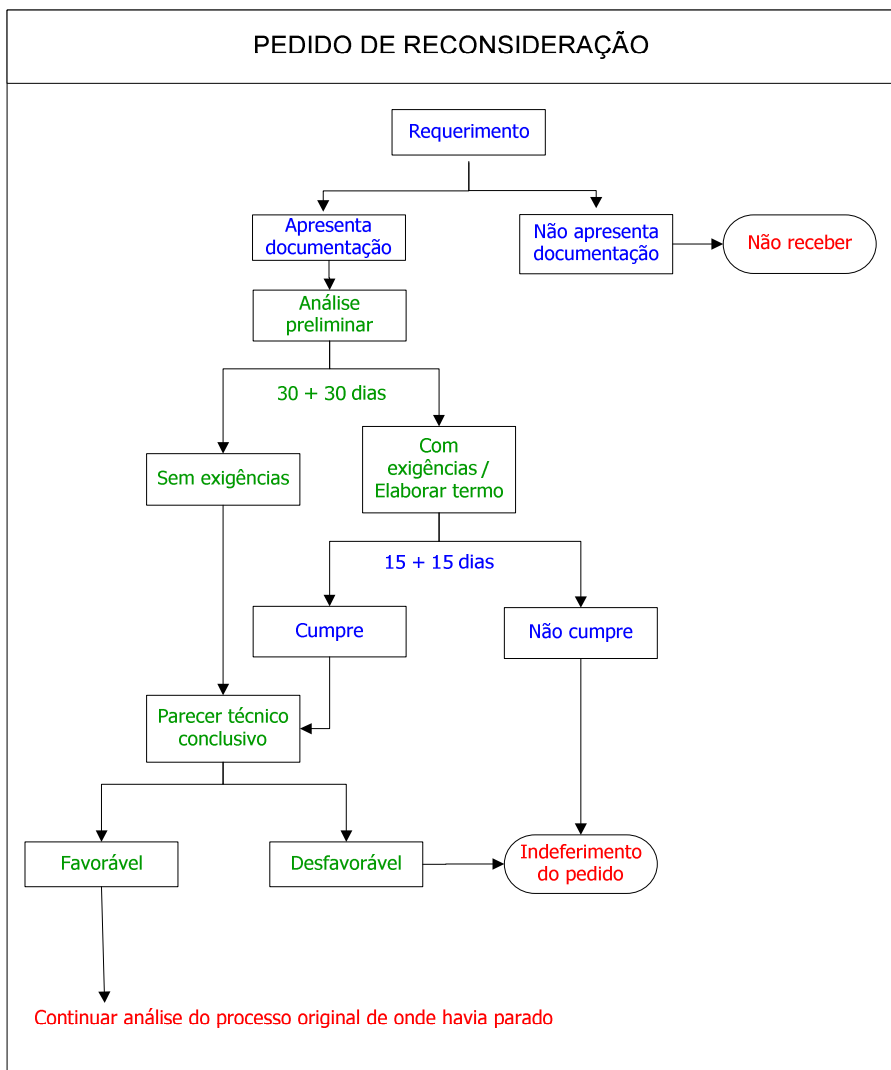 PEDIDO DE RECONSIDERAÇÃO
Requerimento
Apresenta
documentação
Não apresenta
documentação
Não receber
Análise
preliminar
30 + 30 dias
Sem exigências
Com
exigências /
Elaborar termo
15 + 15 dias
Cumpre
Não cumpre
Parecer técnico
conclusivo
Favorável
Desfavorável
Indeferimento
do pedido
Continuar análise do processo original de onde havia parado